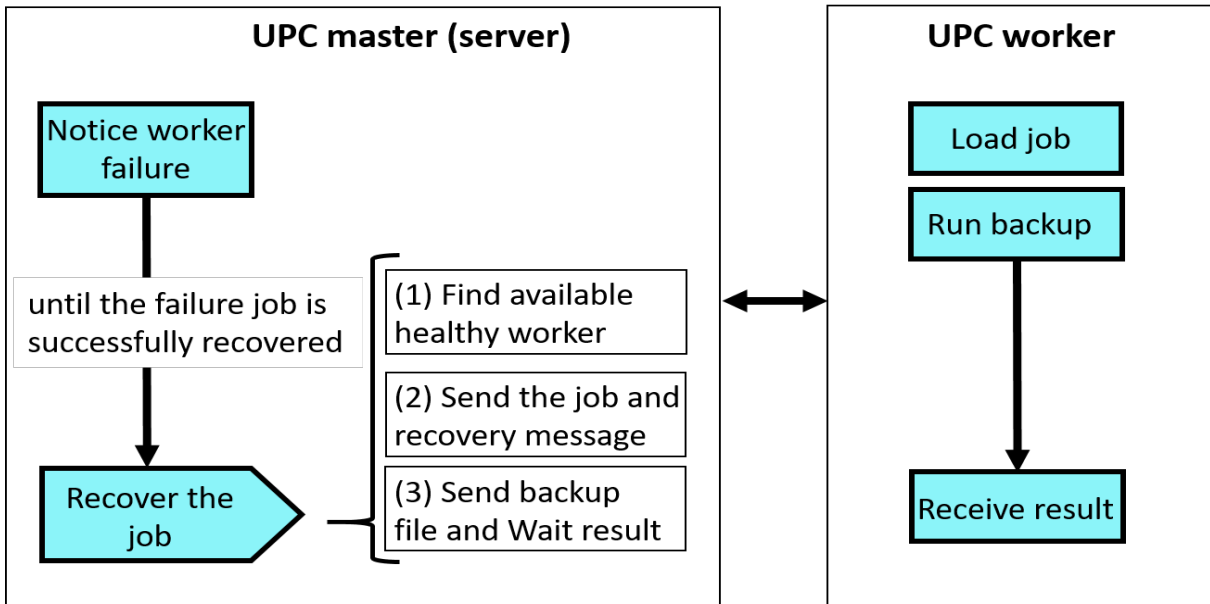 UPC master (server)
Notice worker
failure
until the failure job is
successfully recovered
Recover the
job
(1) Find available
healthy worker
(2) Send the job and
recovery message
(3) Send backup
file and Wait result
UPC worker
Load job
Run backup
Receive result